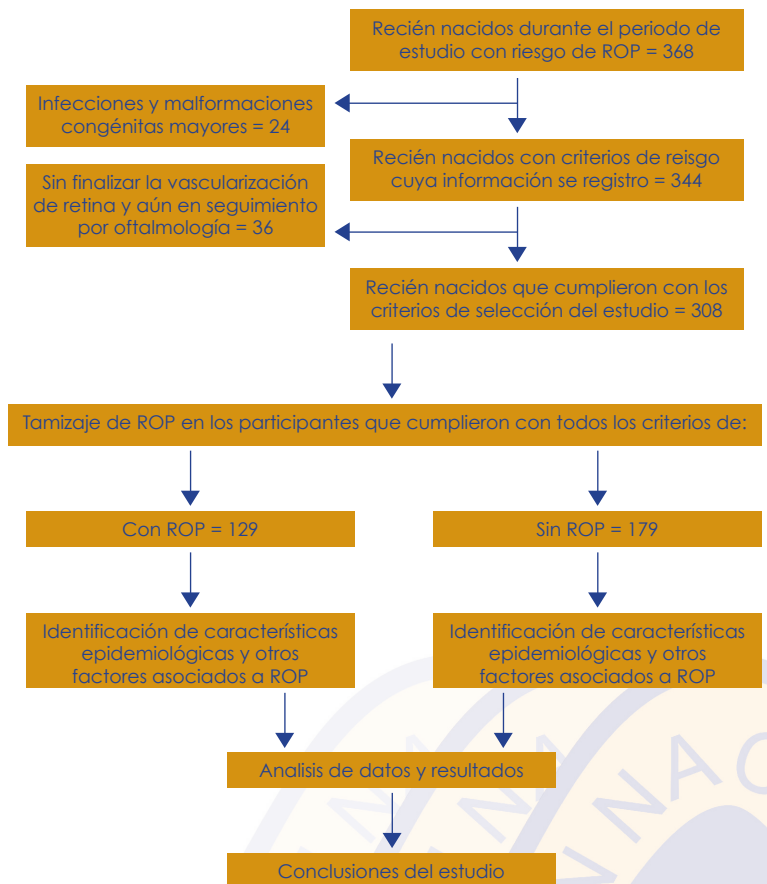 Recién nacidos durante el periodo de
estudio con riesgo de ROP = 368
Infecciones y malformaciones
congénitas mayores = 24
Recién nacidos con criterios de reisgo
cuya información se registro = 344
Sin finalizar la vascularización
de retina y aún en seguimiento
por oftalmología = 36
Recién nacidos que cumplieron con los
criterios de selección del estudio = 308
Tamizaje de ROP en los participantes que cumplieron con todos los criterios de:
Con ROP = 129
Sin ROP = 179
Identificación de características
epidemiológicas y otros
factores asociados a ROP
Identificación de características
epidemiológicas y otros
factores asociados a ROP
Analisis de datos y resultados
Conclusiones del estudio